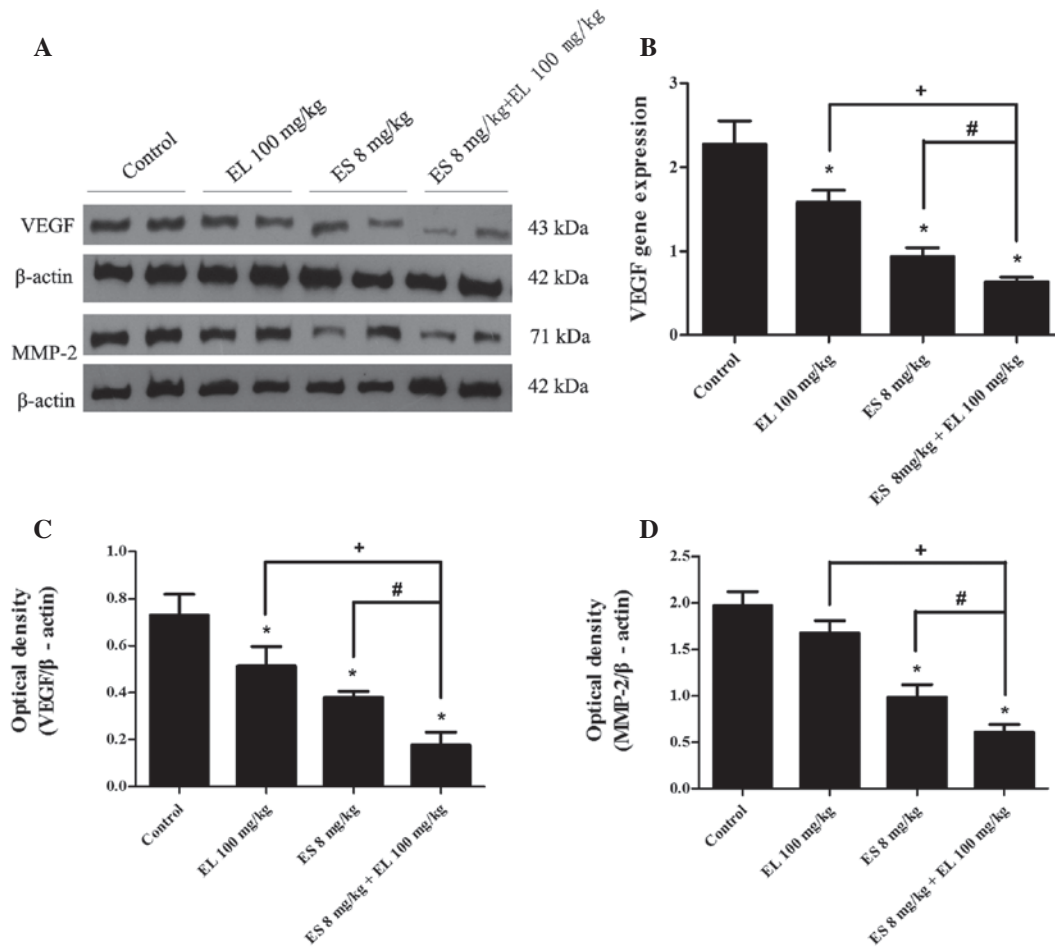 A
Control
EL 100 mg/kg
ES 8 mg/kg
ES 8 mg/kg+EL 100 mg/kg
VEGF
43 kDa
β-actin
42 kDa
MMP-2
71 kDa
β-actin
42 kDa
B
VEGF gene expression
3
2
1
0
+
#
*
*
*
Control
EL 100 mg/kg
ES 8 mg/kg
ES 8mg/kg + EL 100 mg/kg
C
Optical density
(VEGF/β - actin)
1.0
0.8
0.6
0.4
0.2
0.0
+
#
*
*
*
Control
EL 100 mg/kg
ES 8 mg/kg
ES 8 mg/kg + EL 100 mg/kg
D
Optical density
(MMP-2/β - actin)
2.5
2.0
1.5
1.0
0.5
0.0
+
#
*
*
Control
EL 100 mg/kg
ES 8 mg/kg
ES 8 mg/kg + EL 100 mg/kg